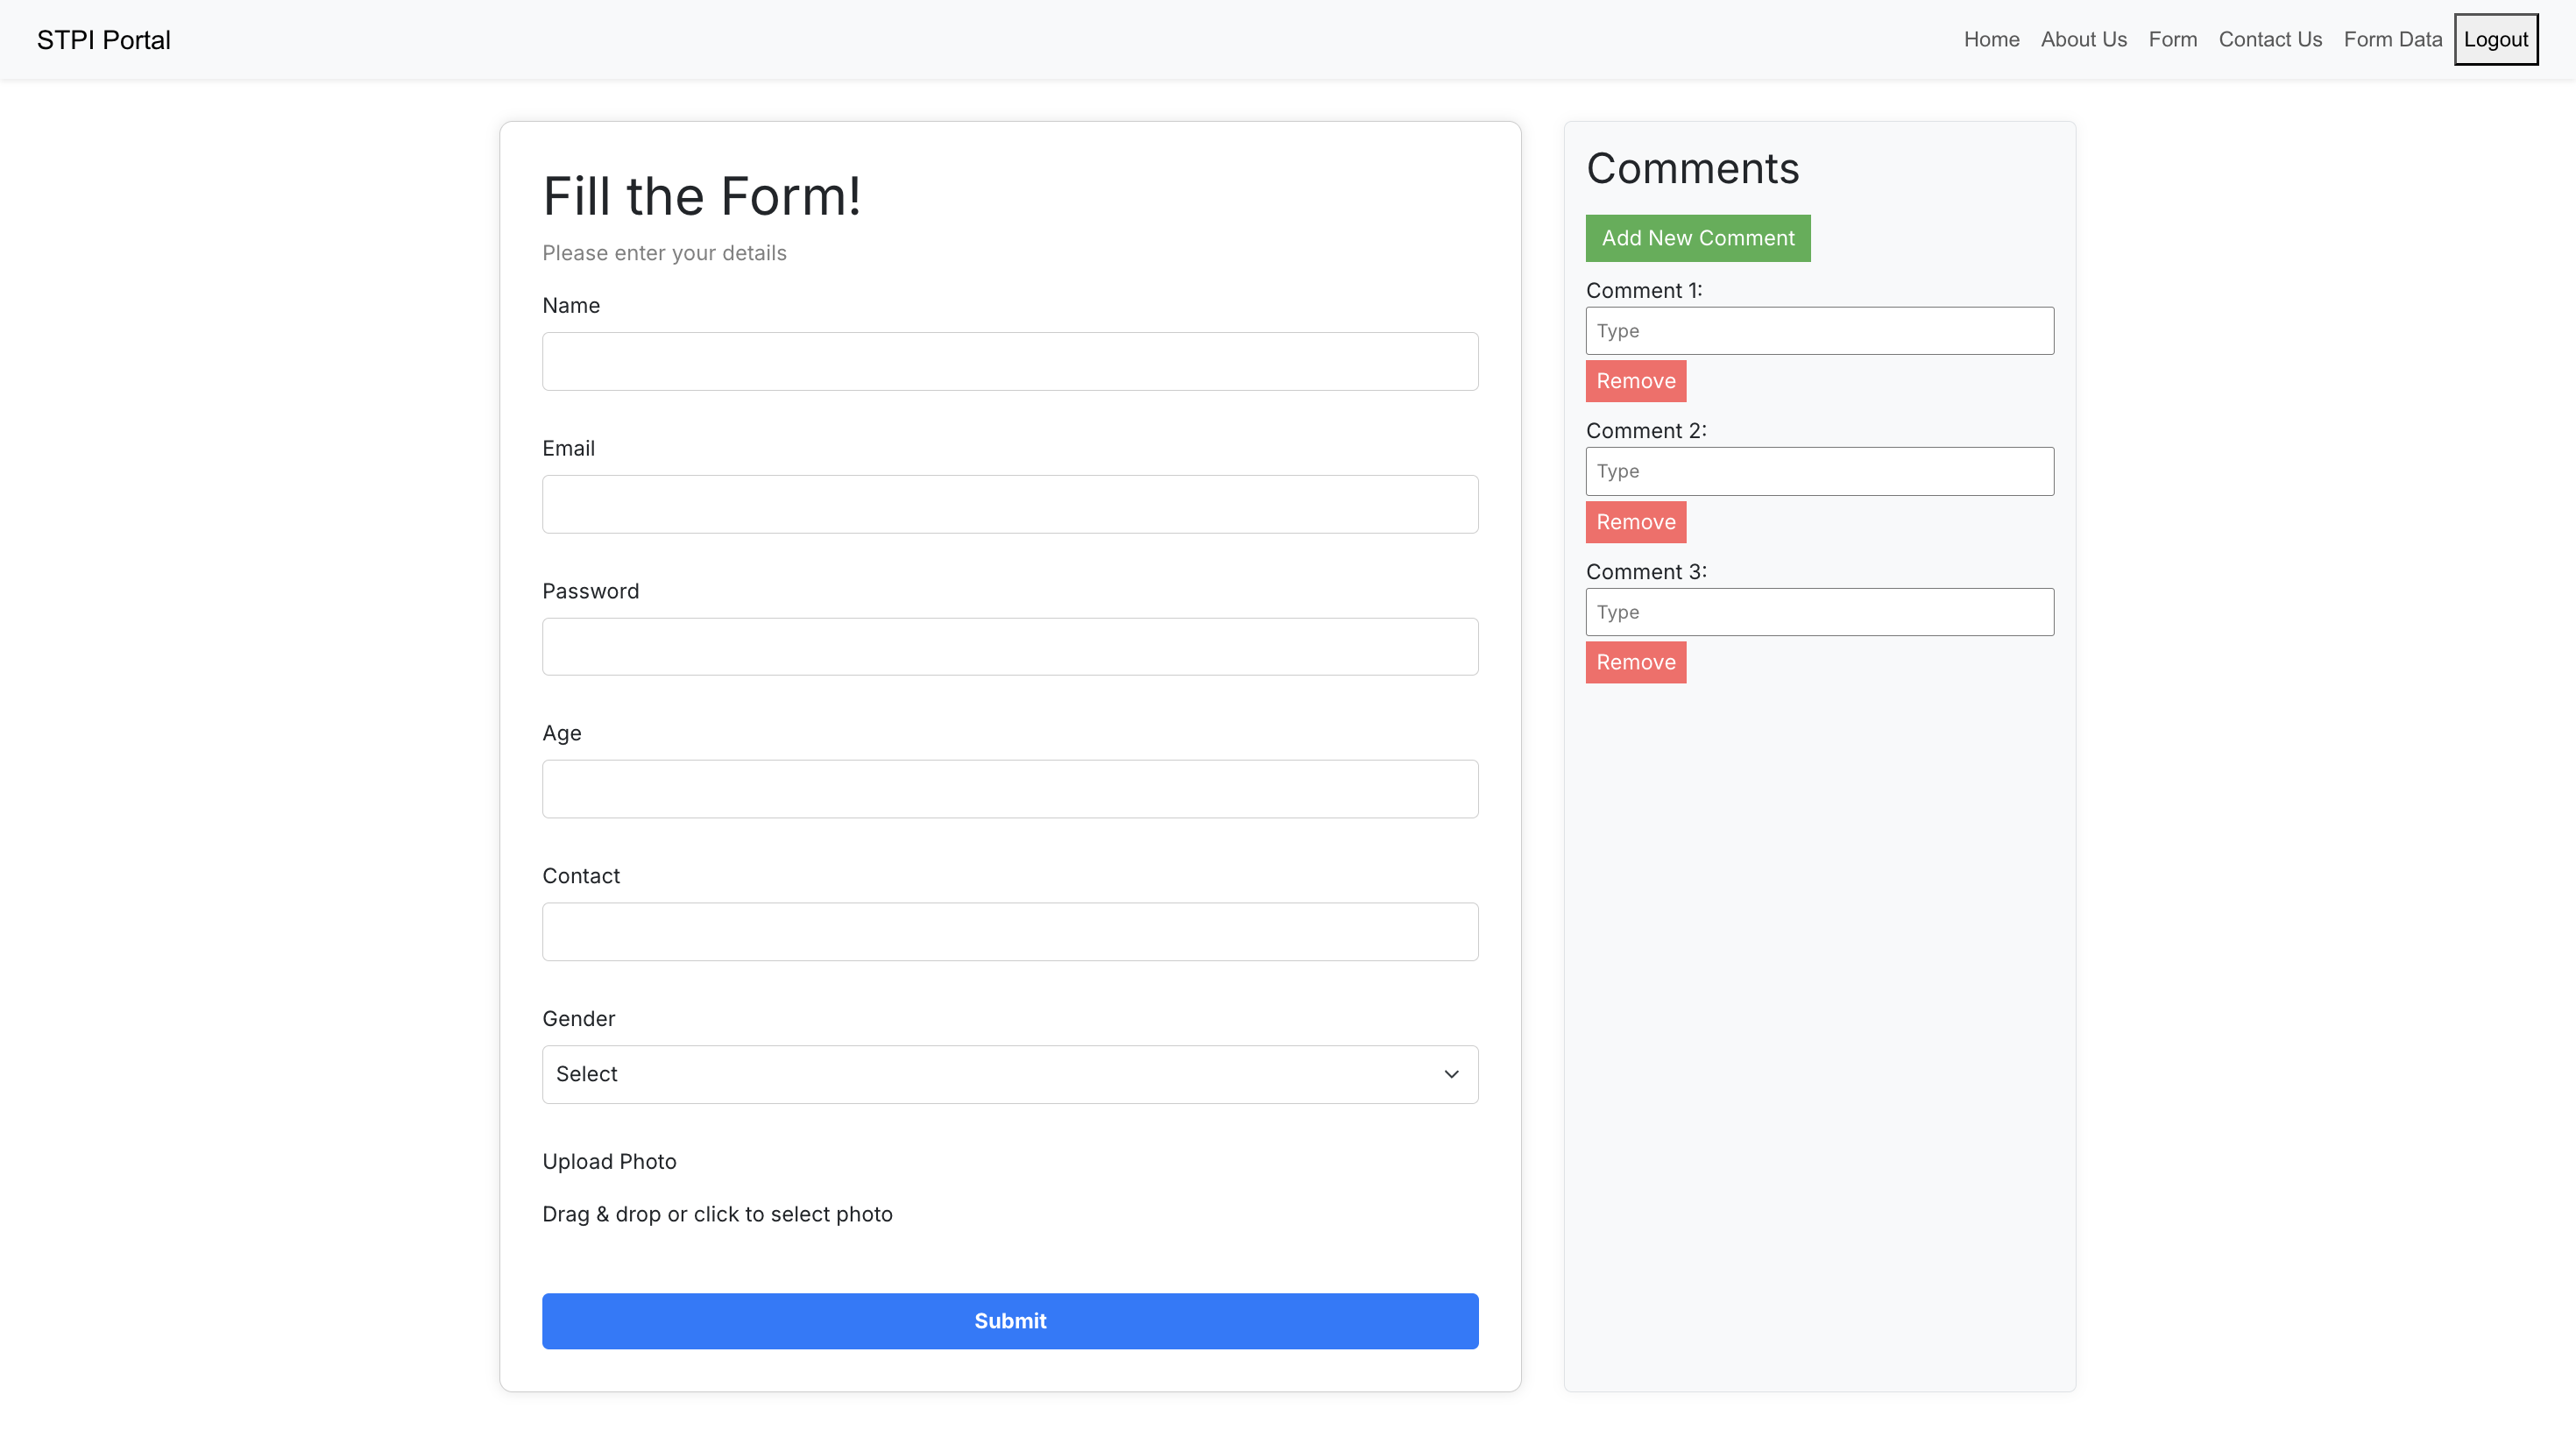 STPI Portal
Home About Us Form Contact Us Form Data Logout
Fill the Form!
Please enter your details
Name
Email
Password
Age
Contact
Gender
Select
Upload Photo
Drag & drop or click to select photo
Submit
Comments
Add New Comment
Comment 1:
Type
Remove
Comment 2:
Type
Remove
Comment 3:
Type
Remove